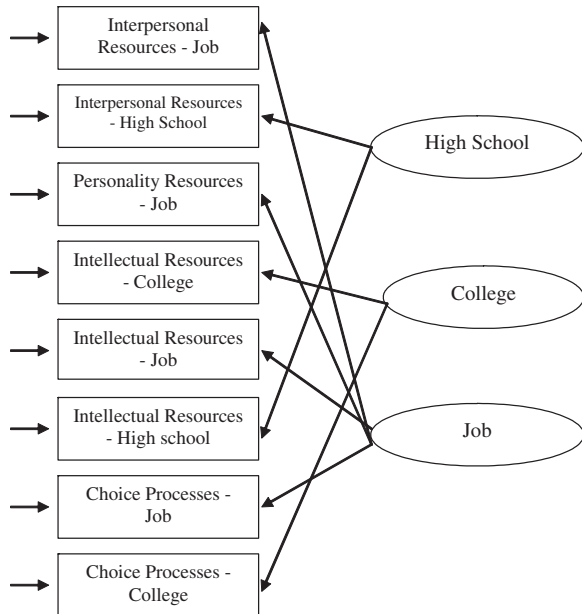 Interpersonal
Resources - Job
Interpersonal Resources
- High School
Personality Resources
- Job
Intellectual Resources
- College
Intellectual Resources
- Job
Intellectual Resources
- High school
Choice Processes -
Job
Choice Processes -
College
High School
College
Job